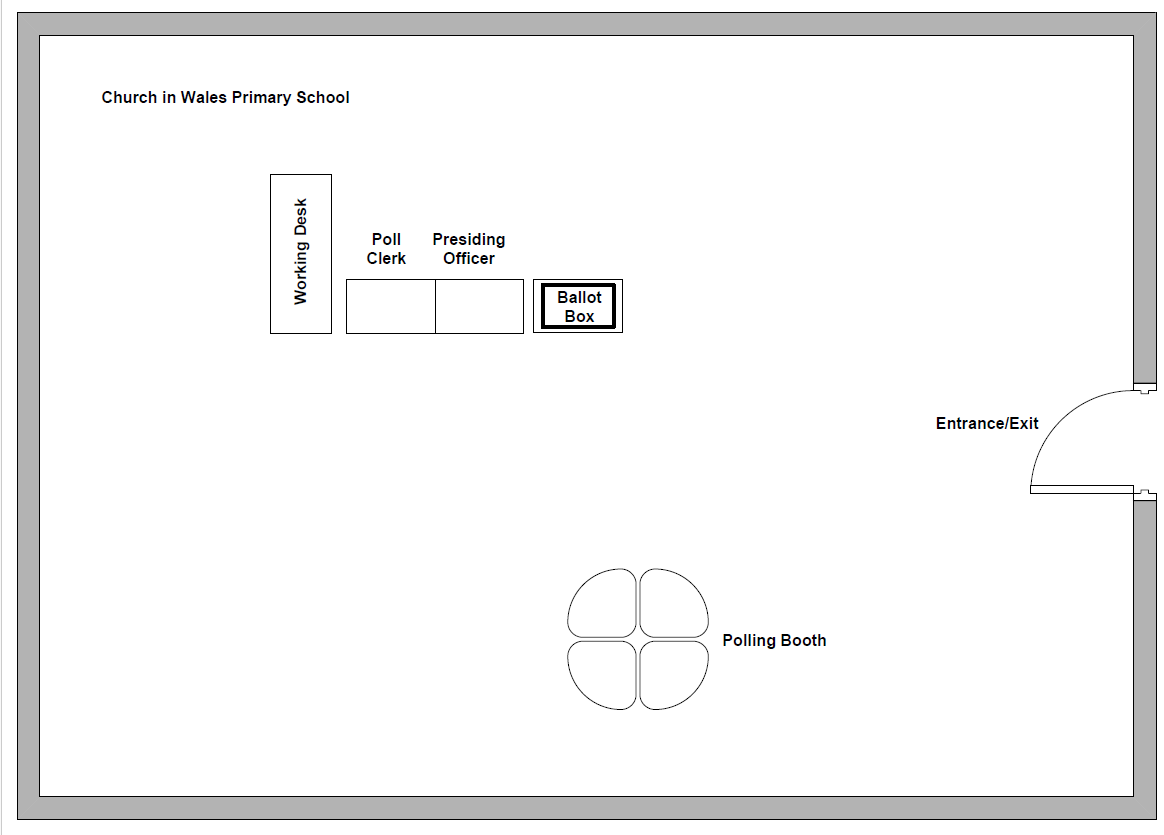 Church in Wales Primary School
Working Desk
Poll
Clerk
Presiding
Officer
Ballot
Box
Entrance/Exit
Polling Booth